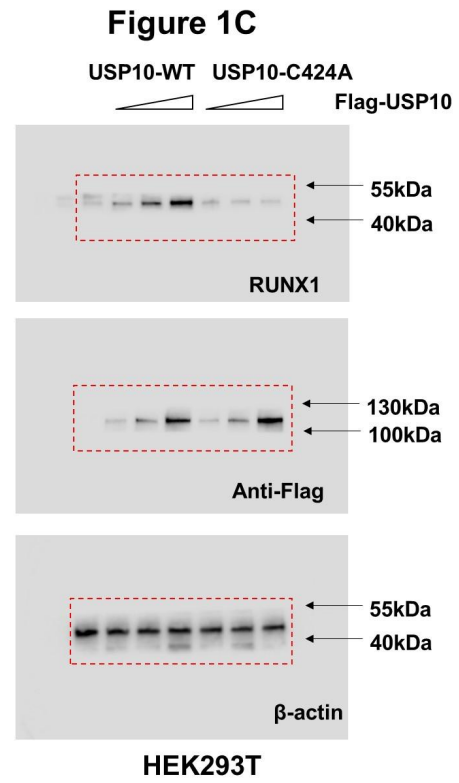 Figure 1C
USP10-WT USP10-C424A
Flag-USP10
55kDa
40kDa
RUNX1
130kDa
100kDa
Anti-Flag
55kDa
40kDa
β-actin
HEK293T